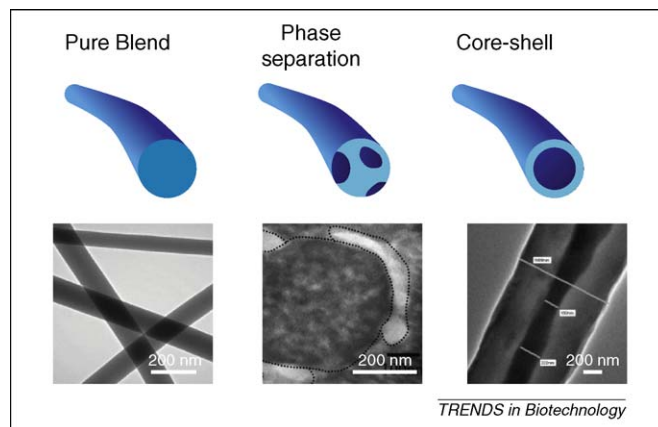 Pure Blend
Phase
separation
Core-shell
200 nm
200 nm
200 nm
TRENDS in Biotechnology